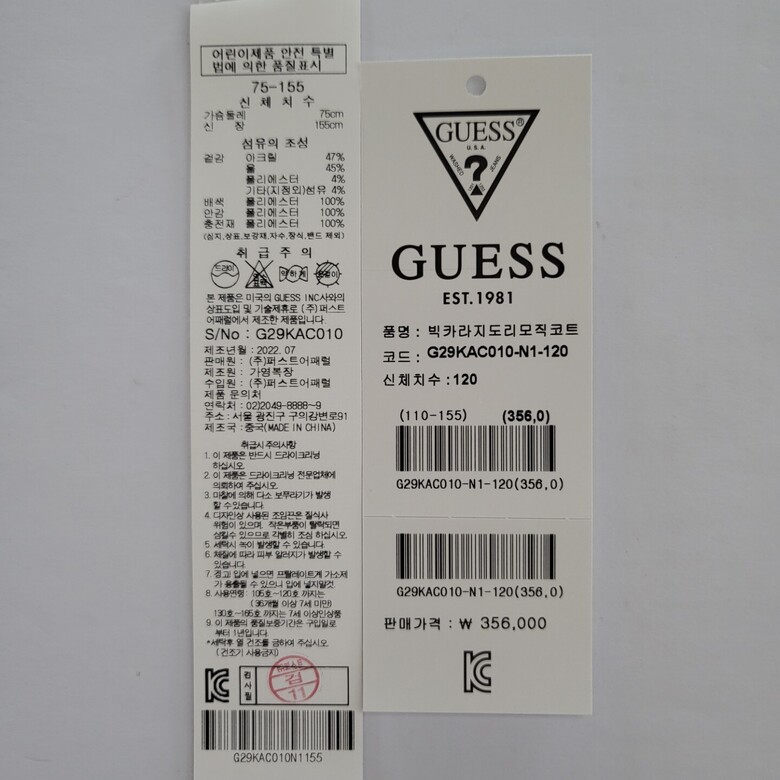 어린이제품 안전 특별
법에 의한 품질표시
75-155
신 체 치 수
가슴둘레 75cm
신 장 155cm
섬유의 조성
겉감 아크릴 47%
울 45%
폴리에스터 4%
기타(지정외)섬유 4%
배색 폴리에스터 100%
안감 폴리에스터 100%
충전재 폴리에스터 100%
(심지,상표,보강재,자수,장식,밴드 제외)
취 급 주 의
드라이
약하게
본 제품은 미국의 GUESS INC사와의
상표도입 및 기술제휴로 (주)퍼스트
어패럴에서 제조한 제품입니다.
S/No : G29KAC010
제조년월 : 2022. 07
판매원 : (주)퍼스트어패럴
제조원 : 가영복장
수입원 : (주)퍼스트어패럴
제품 문의처
연락처 : 02)2049-8888~9
주소 : 서울 광진구 구의강변로91
제조국 : 중국(MADE IN CHINA)
취급시 주의사항
1. 이 제품은 반드시 드라이크리닝
하십시오.
2. 이 제품은 드라이크리닝 전문업체에
의뢰하여 주십시오.
3. 마찰에 의해 다소 보푸라기가 발생
할 수 있습니다.
4. 디자인상 사용된 조임끈은 질식사
위험이 있으며, 작은부품이 탈락되면
삼킬수 있으므로 각별히 조심 하십시오.
5. 세탁시 녹이 발생할 수 있습니다.
6. 체질에 따라 피부 알러지가 발생할 수
있습니다.
7. 경고! 입에 넣으면 프탈레이트계 가소제
가 용출될 수 있으니 입에 넣지말것
8. 사용연령 : 105호~120호 까지는
(36개월 이상 7세 미만)
130호~165호 까지는 7세 이상인상품
9. 이 제품의 품질보증기간은 구입일로
부터 1년입니다.
*세탁후 열 건조를 금하여 주십시오.
(건조기 사용금지)
검사필
검
11
G29KAC010N1155
GUESS®
U.S.A.
WASHED ? JEANS
GUESS
EST.1981
품명 : 빅카라지도리모직코트
코드 : G29KAC010-N1-120
신체치수 : 120
(110-155) (356,0)
G29KAC010-N1-120(356,0)
G29KAC010-N1-120(356,0)
판매가격 : ₩ 356,000